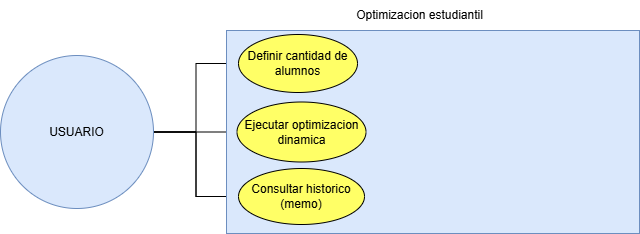 Optimizacion estudiantil
Definir cantidad de
alumnos
USUARIO
Ejecutar optimizacion
dinamica
Consultar historico
(memo)